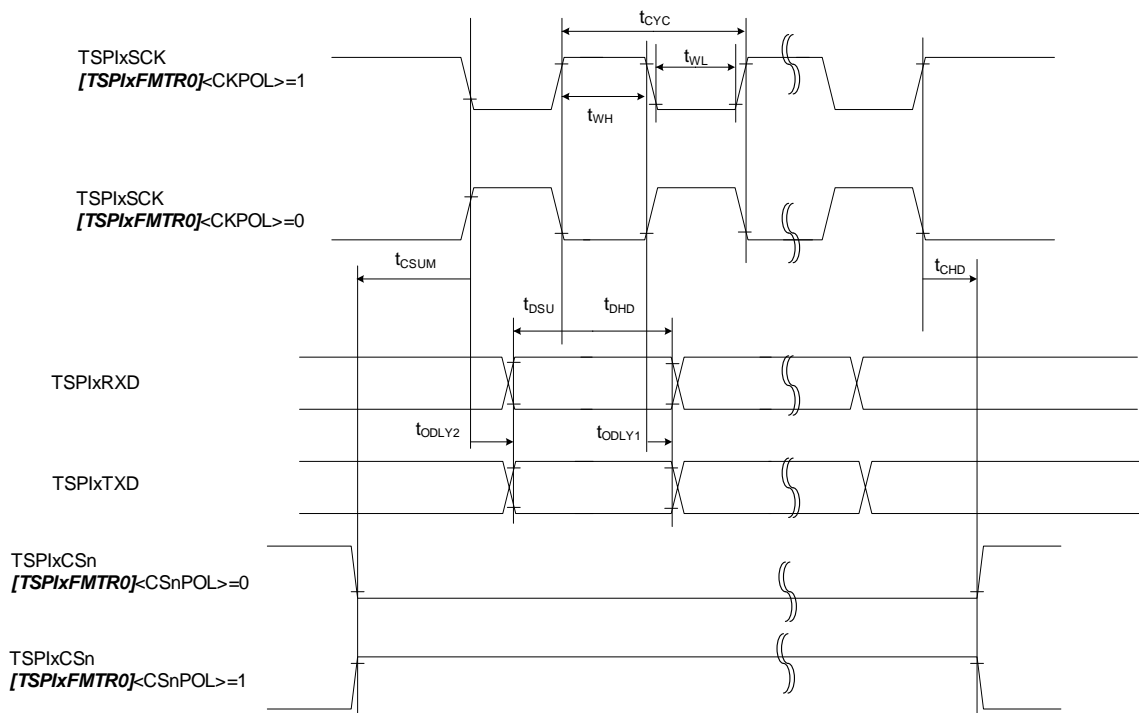 tCYC
TSPIxSCK
[TSPIxFMTR0]<CKPOL>=1
tWL
tWH
TSPIxSCK
[TSPIxFMTR0]<CKPOL>=0
tCSUM
tCHD
tDSU
tDHD
TSPIxRXD
tODLY2
tODLY1
TSPIxTXD
TSPIxCSn
[TSPIxFMTR0]<CSnPOL>=0
TSPIxCSn
[TSPIxFMTR0]<CSnPOL>=1